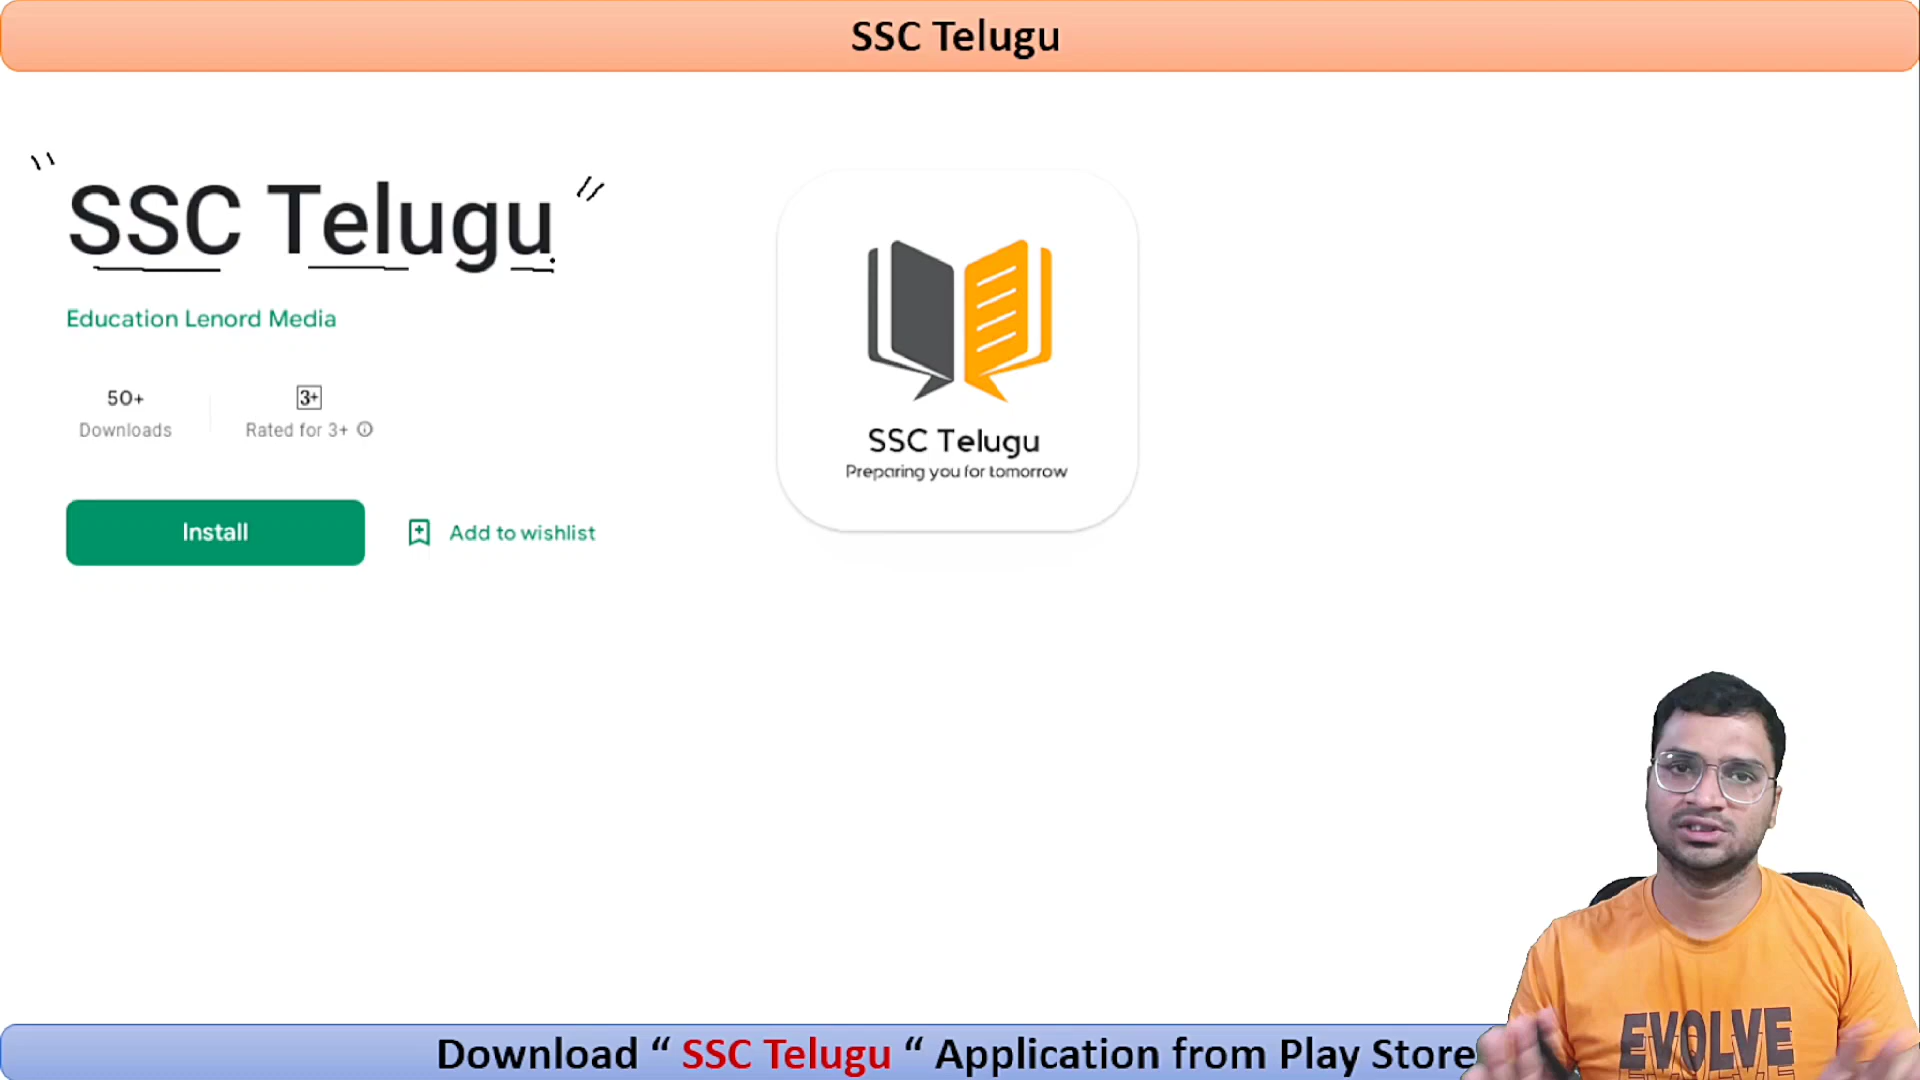 SSC Telugu
" SSC Telugu "
Education Lenord Media
50+
Downloads
3+
Rated for 3+
Install
Add to wishlist
SSC Telugu
Preparing you for tomorrow
EVOLVE
Download “ SSC Telugu “ Application from Play Store